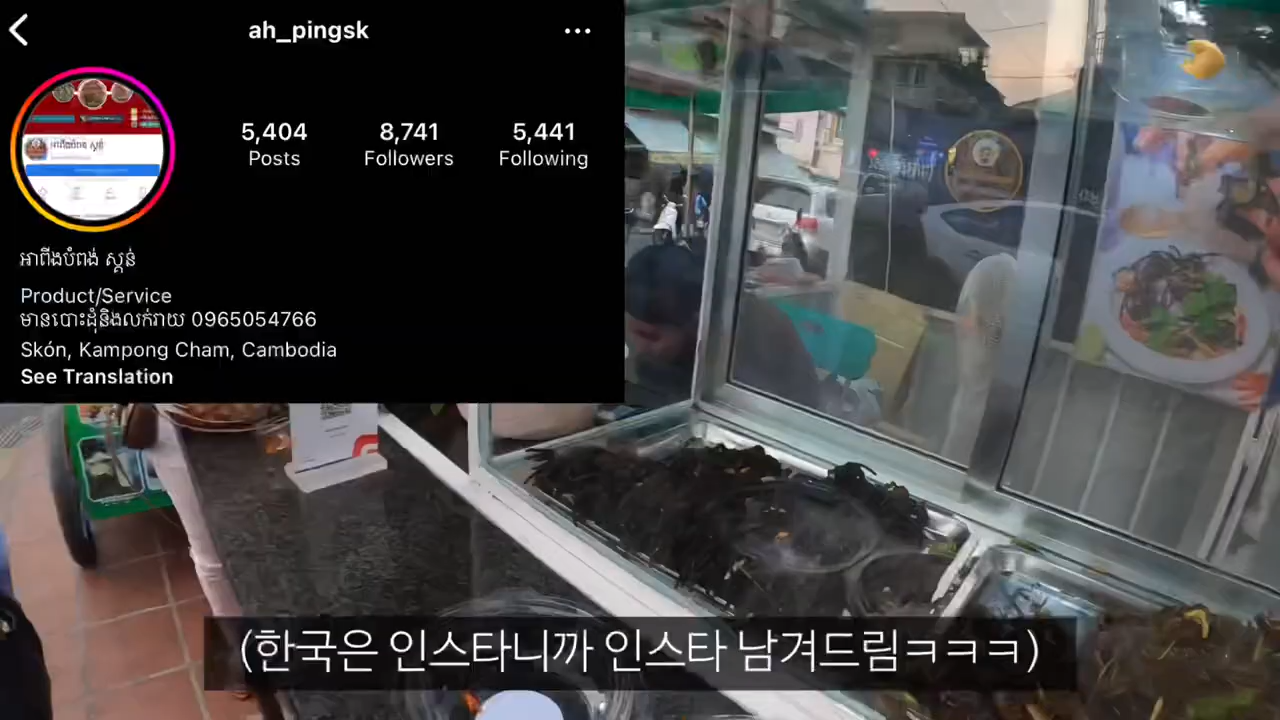 ah_pingsk
5,404
Posts
8,741
Followers
5,441
Following
អាពីងបំពង់ ស្គន់
Product/Service
មានបោះដុំនិងលក់រាយ 0965054766
Skón, Kampong Cham, Cambodia
See Translation
(한국은 인스타니까 인스타 남겨드림ㅋㅋㅋ)